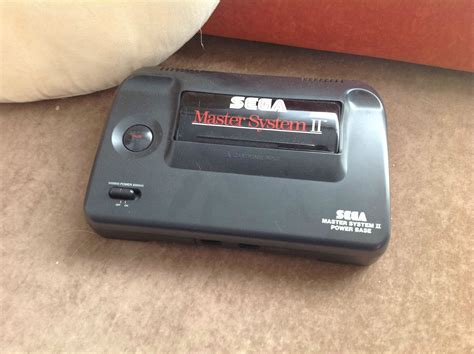 SEGA
Master System II
SEGA
MASTER SYSTEM II
POWER BASE